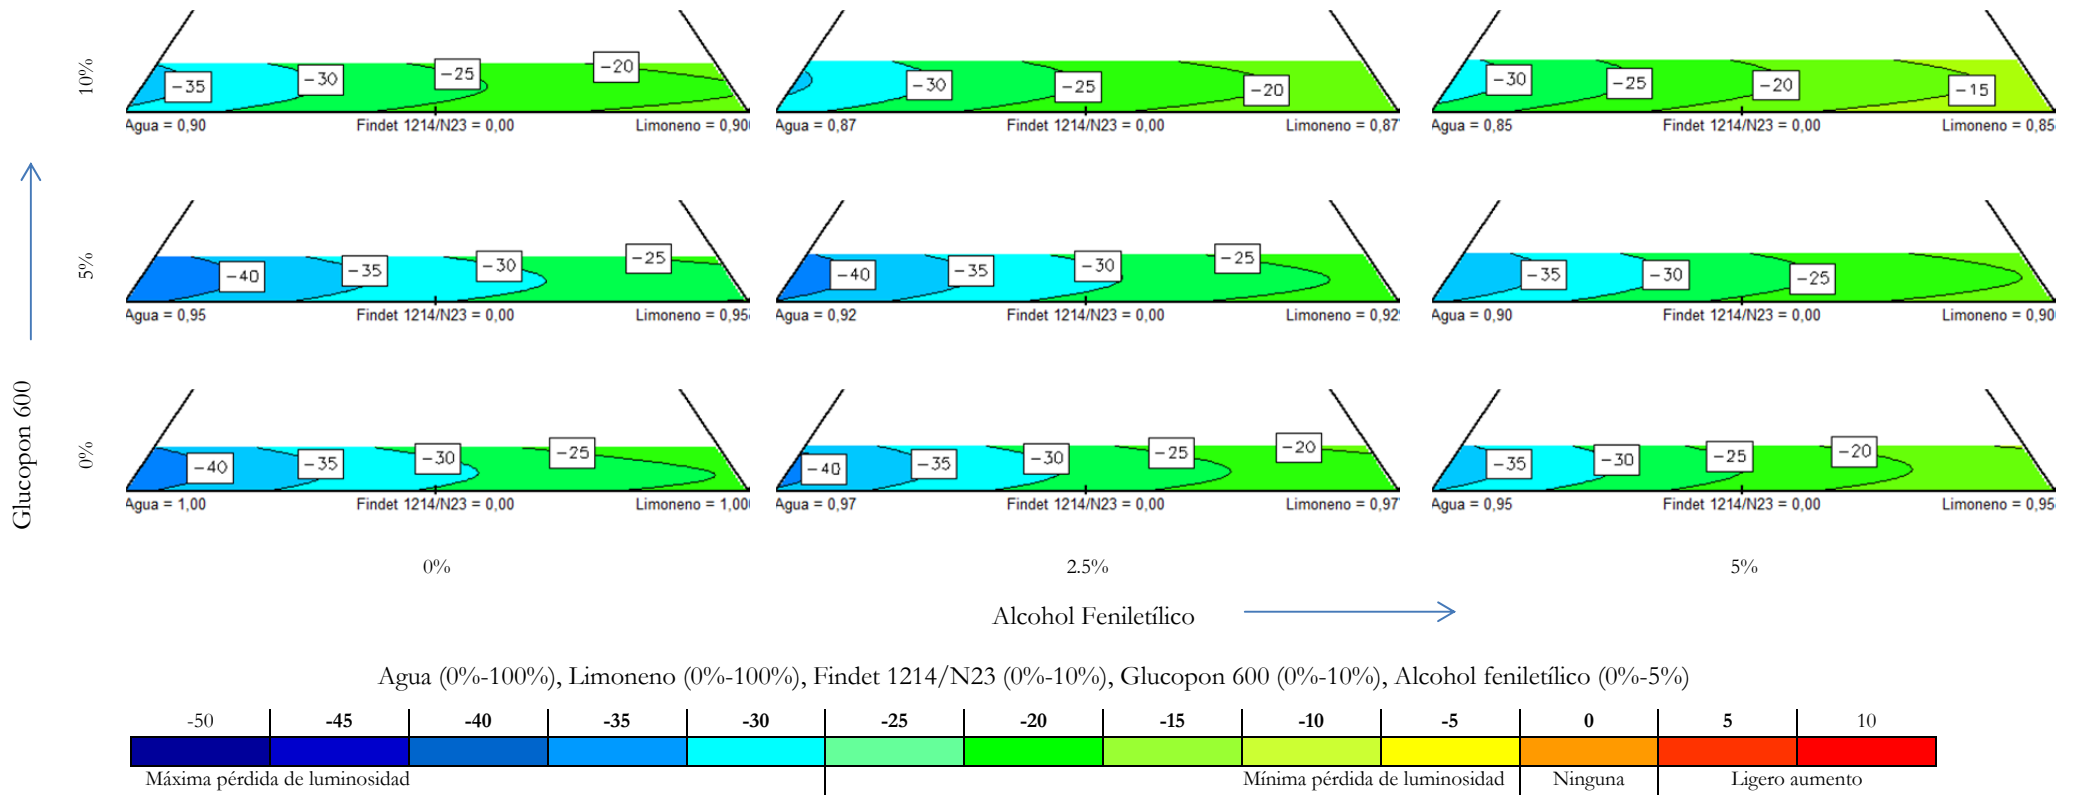 10%
-35 -30 -25 -20
Agua = 0,90 Findet 1214/N23 = 0,00 Limoneno = 0,90
-30 -25 -20
Agua = 0,87 Findet 1214/N23 = 0,00 Limoneno = 0,87
-30 -25 -20 -15
Agua = 0,85 Findet 1214/N23 = 0,00 Limoneno = 0,85
5%
-40 -35 -30 -25
Agua = 0,95 Findet 1214/N23 = 0,00 Limoneno = 0,95
-40 -35 -30 -25
Agua = 0,92 Findet 1214/N23 = 0,00 Limoneno = 0,92
-35 -30 -25
Agua = 0,90 Findet 1214/N23 = 0,00 Limoneno = 0,90
Glucopon 600
0%
-40 -35 -30 -25
Agua = 1,00 Findet 1214/N23 = 0,00 Limoneno = 1,00
-40 -35 -30 -25 -20
Agua = 0,97 Findet 1214/N23 = 0,00 Limoneno = 0,97
-35 -30 -25 -20
Agua = 0,95 Findet 1214/N23 = 0,00 Limoneno = 0,95
0% 2.5% 5%
Alcohol Feniletílico
Agua (0%-100%), Limoneno (0%-100%), Findet 1214/N23 (0%-10%), Glucopon 600 (0%-10%), Alcohol feniletílico (0%-5%)
-50 -45 -40 -35 -30 -25 -20 -15 -10 -5 0 5 10
Máxima pérdida de luminosidad Mínima pérdida de luminosidad Ninguna Ligero aumento